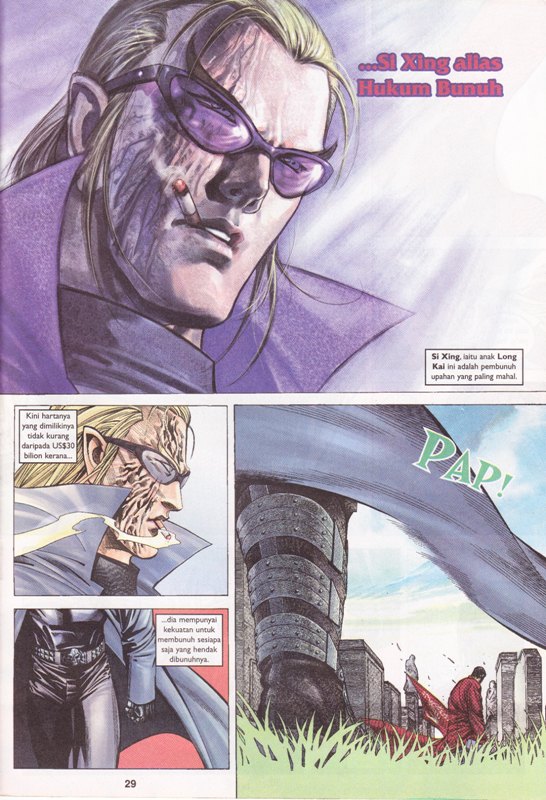 ...Si Xing alias
Hukum Bunuh
Si Xing, iaitu anak Long
Kai ini adalah pembunuh
upahan yang paling mahal.
Kini hartanya
yang dimilikinya
tidak kurang
daripada US$30
bilion kerana...
PAP!
...dia mempunyai
kekuatan untuk
membunuh sesiapa
saja yang hendak
dibunuhnya.
29